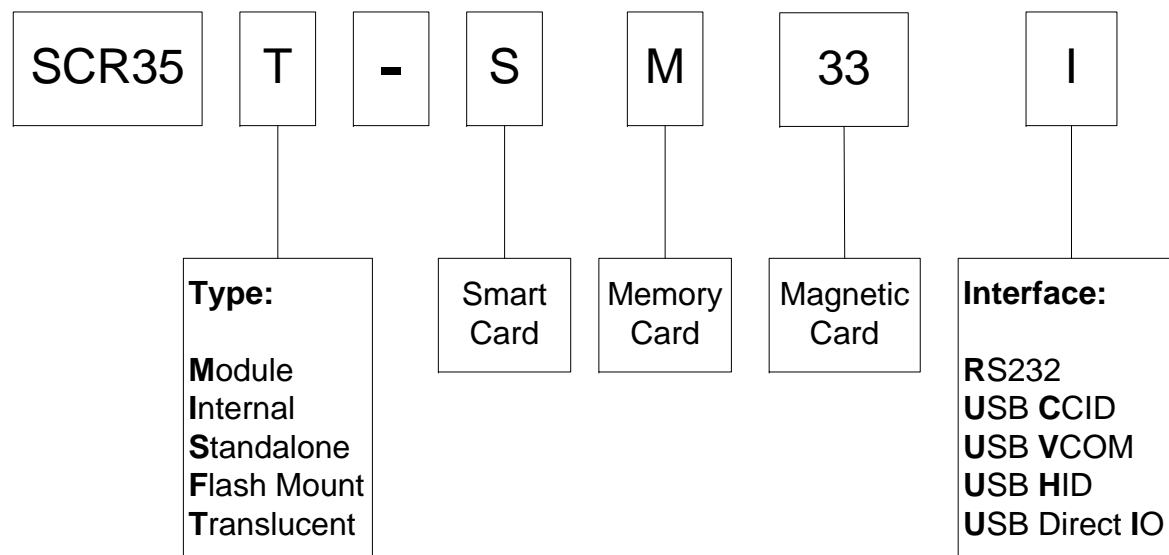 SCR35 T - S M 33 I
Type:
Module
Internal
Standalone
Flash Mount
Translucent
Smart
Card
Memory
Card
Magnetic
Card
Interface:
RS232
USB CCID
USB VCOM
USB HID
USB Direct IO